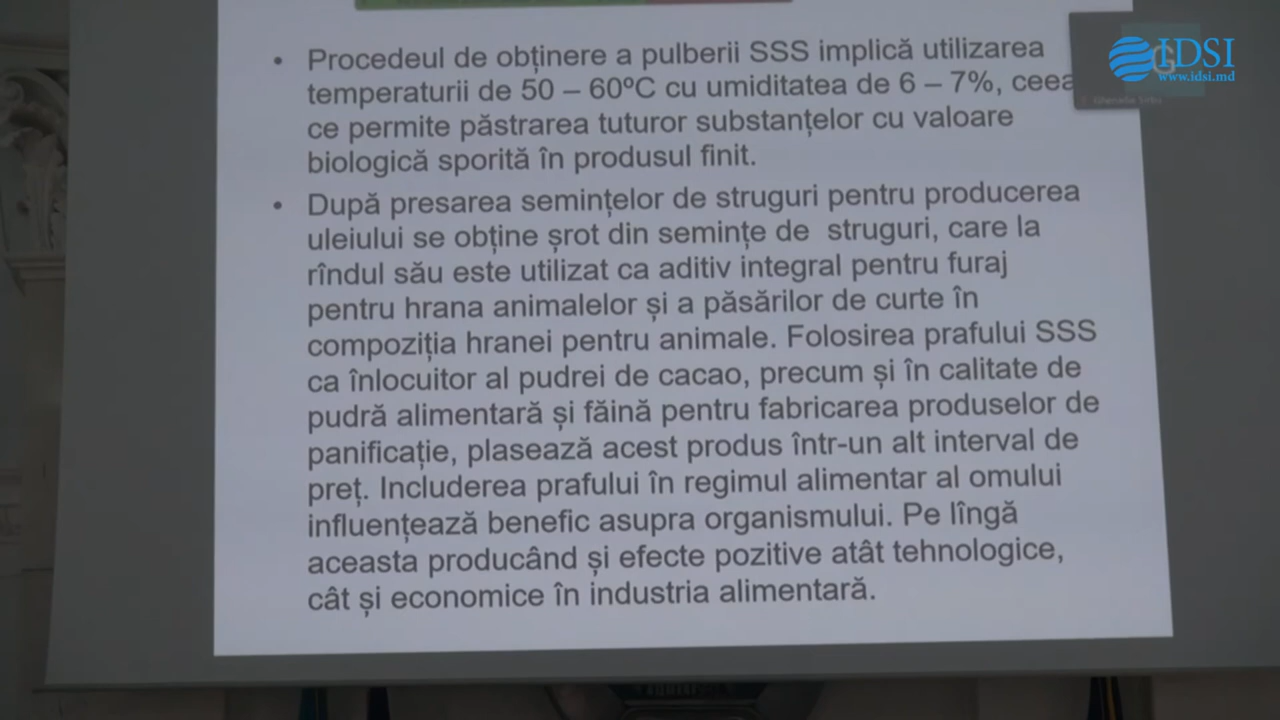 IDSI
www.idsi.md
• Procedeul de obținere a pulberii SSS implică utilizarea
temperaturii de 50 – 60ºC cu umiditatea de 6 – 7%, ceea
ce permite păstrarea tuturor substanțelor cu valoare
biologică sporită în produsul finit.
• După presarea semințelor de struguri pentru producerea
uleiului se obține șrot din semințe de struguri, care la
rîndul său este utilizat ca aditiv integral pentru furaj
pentru hrana animalelor și a păsărilor de curte în
compoziția hranei pentru animale. Folosirea prafului SSS
ca înlocuitor al pudrei de cacao, precum și în calitate de
pudră alimentară și făină pentru fabricarea produselor de
panificație, plasează acest produs într-un alt interval de
preț. Includerea prafului în regimul alimentar al omului
influențează benefic asupra organismului. Pe lîngă
aceasta producând și efecte pozitive atât tehnologice,
cât și economice în industria alimentară.